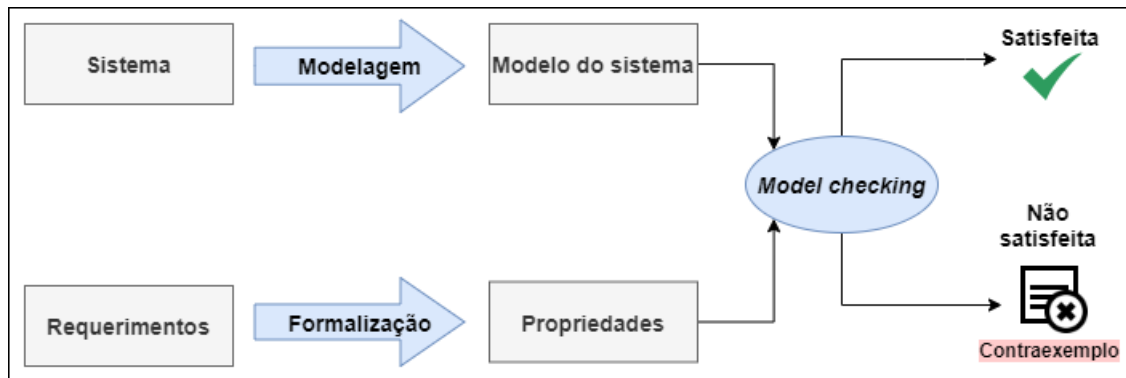 Sistema
Modelagem
Modelo do sistema
Satisfeita
Model checking
Não
satisfeita
Requerimentos
Formalização
Propriedades
Contraexemplo